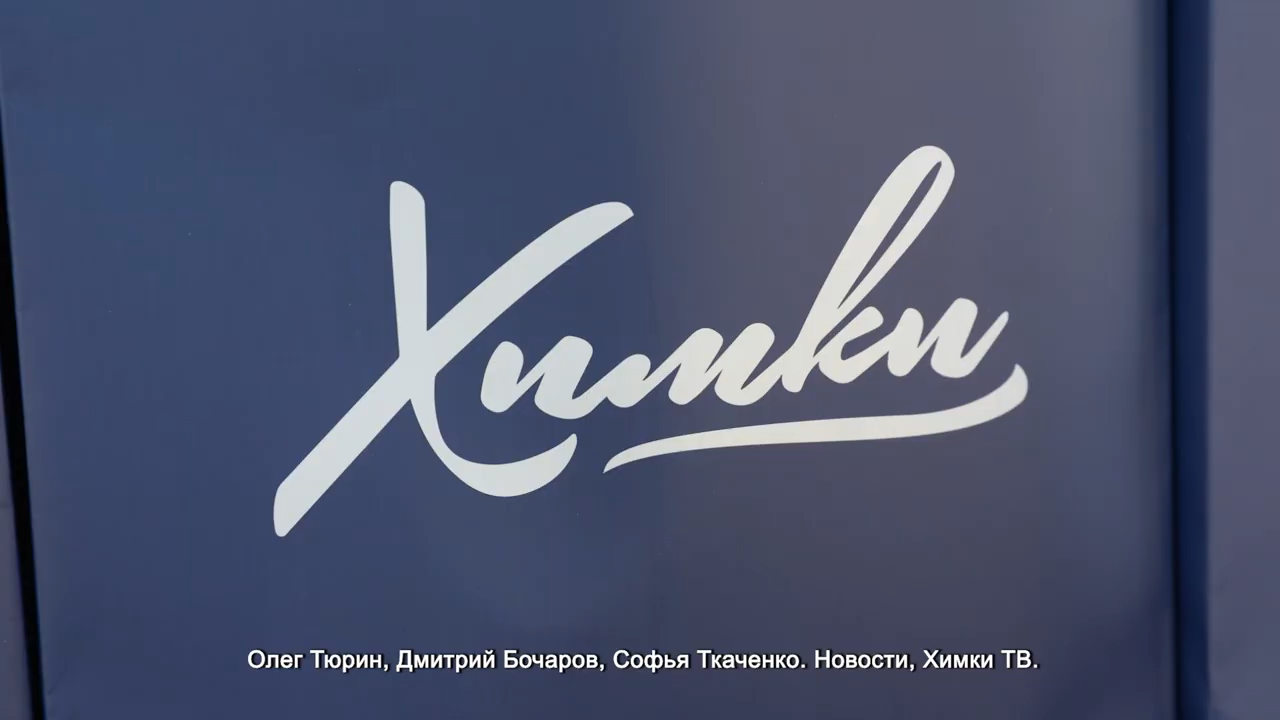 Химки
Олег Тюрин, Дмитрий Бочаров, Софья Ткаченко. Новости, Химки ТВ.